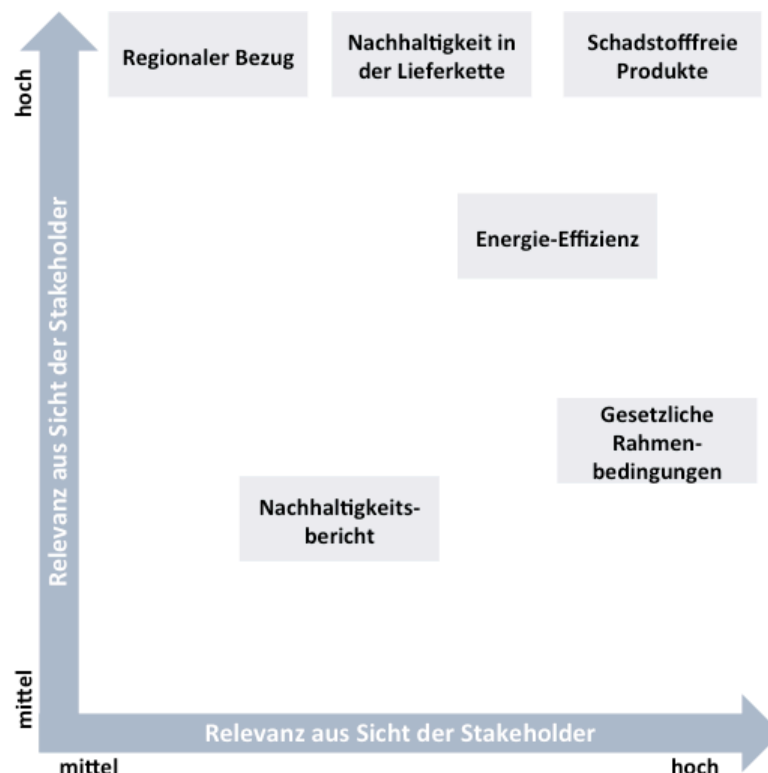 Regionaler Bezug
Nachhaltigkeit in
der Lieferkette
Schadstofffreie
Produkte
hoch
Relevanz aus Sicht der Stakeholder
Energie-Effizienz
Gesetzliche
Rahmen-
bedingungen
Nachhaltigkeits-
bericht
mittel
Relevanz aus Sicht der Stakeholder
mittel
hoch